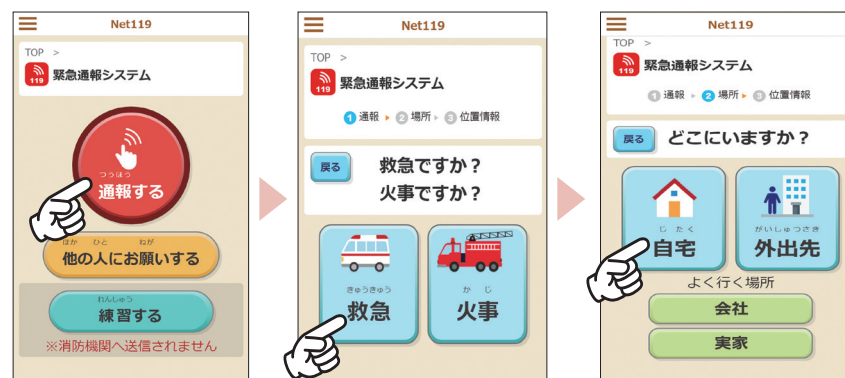 Net119
TOP >
119
緊急通報システム
つうほう
通報する
ほか ひと ねが
他の人にお願いする
れんしゅう
練習する
※消防機関へ送信されません
Net119
TOP >
119
緊急通報システム
1 通報 ▶ 2 場所 ▶ 3 位置情報
戻る
救急ですか?
火事ですか?
きゅうきゅう
救急
かじ
火事
Net119
TOP >
119
緊急通報システム
1 通報 ▶ 2 場所 ▶ 3 位置情報
戻る どこにいますか?
じたく
自宅
がいしゅつさき
外出先
よく行く場所
会社
実家